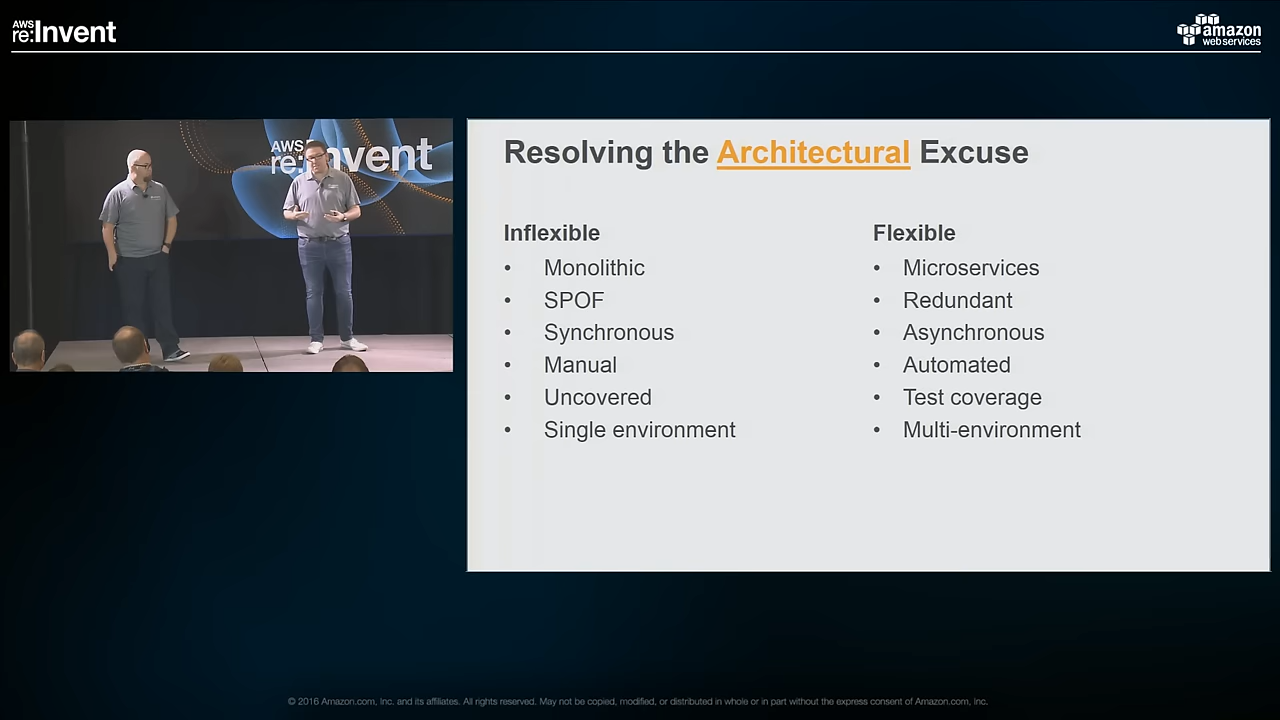 AWS
re:Invent
amazon
web services
AWS
re:Invent
Resolving the Architectural Excuse
Inflexible
• Monolithic
• SPOF
• Synchronous
• Manual
• Uncovered
• Single environment
Flexible
• Microservices
• Redundant
• Asynchronous
• Automated
• Test coverage
• Multi-environment
© 2016 Amazon.com, Inc. and its affiliates. All rights reserved. May not be copied, modified, or distributed in whole or in part without the express consent of Amazon.com, Inc.